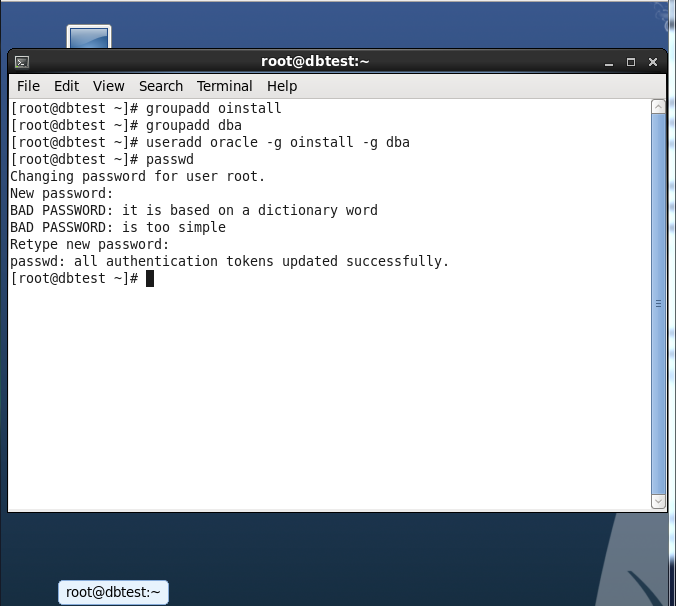 root@dbtest:~
File Edit View Search Terminal Help
[root@dbtest ~]# groupadd oinstall
[root@dbtest ~]# groupadd dba
[root@dbtest ~]# useradd oracle -g oinstall -g dba
[root@dbtest ~]# passwd
Changing password for user root.
New password:
BAD PASSWORD: it is based on a dictionary word
BAD PASSWORD: is too simple
Retype new password:
passwd: all authentication tokens updated successfully.
[root@dbtest ~]#
root@dbtest:~